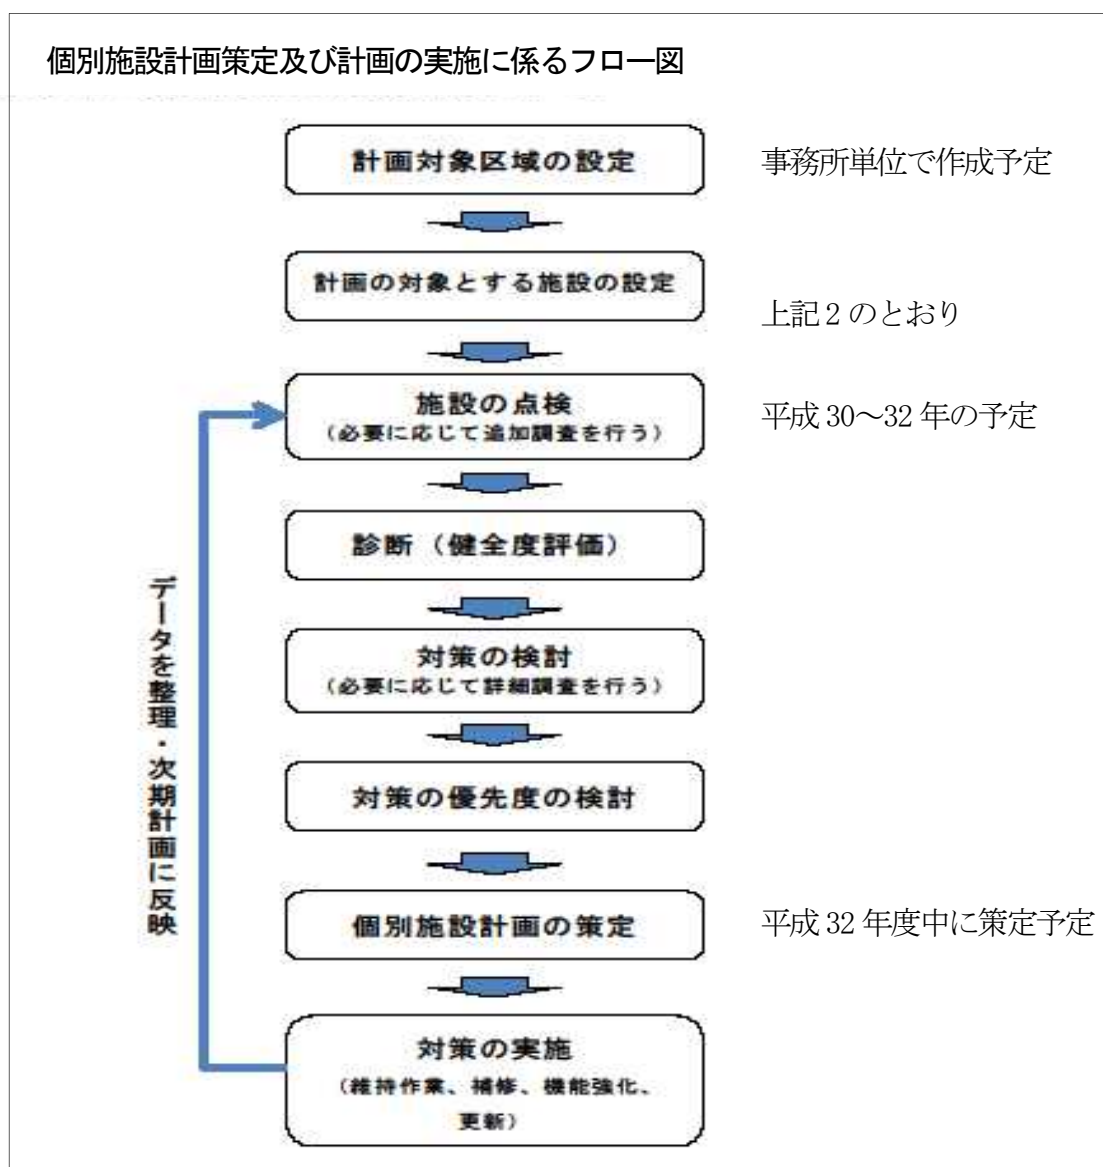 個別施設計画策定及び計画の実施に係るフロー図
計画対象区域の設定
事務所単位で作成予定
計画の対象とする施設の設定
上記2のとおり
施設の点検
(必要に応じて追加調査を行う)
平成30～32年の予定
診断（健全度評価）
対策の検討
(必要に応じて詳細調査を行う)
対策の優先度の検討
個別施設計画の策定
平成32年度中に策定予定
対策の実施
(維持作業、補修、機能強化、
更新)
データを整理・次期計画に反映